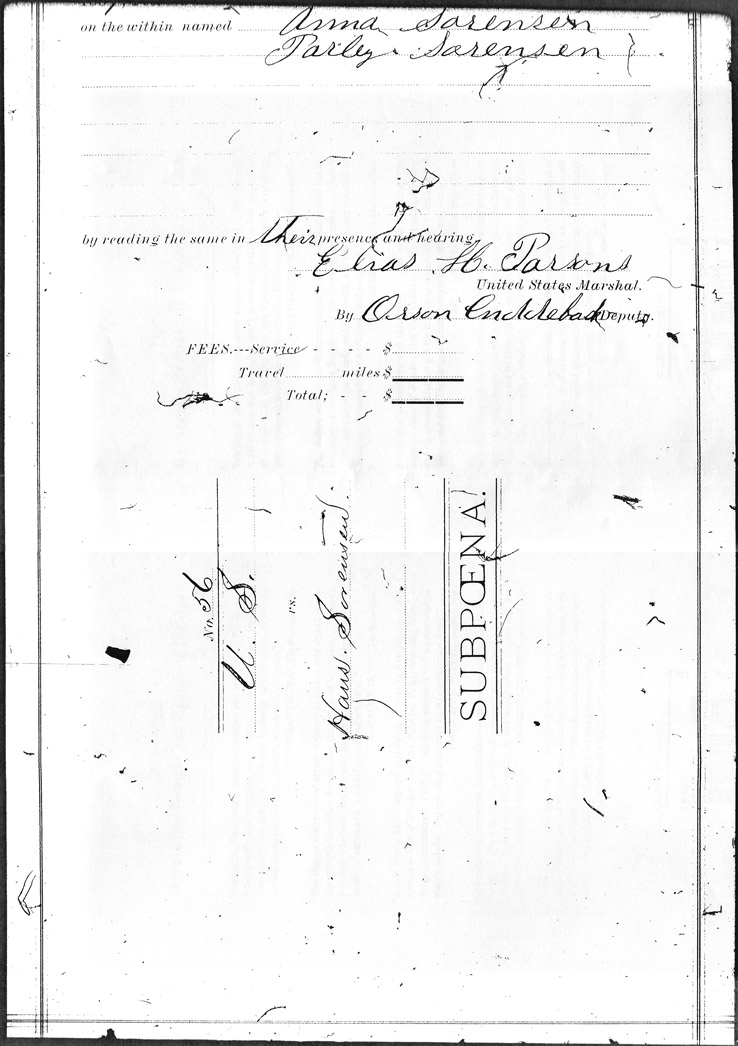 on the within named Anna Sorensen
Parley Sorensen
by reading the same in their presence and hearing
Elias H. Parsons
United States Marshal.
By Orson Deputy.
FEES.---Service - - - - $
Travel miles $
Total; - - $
No. 56
U. S.
vs.
Hans. Sorensen.
SUBPŒNA.